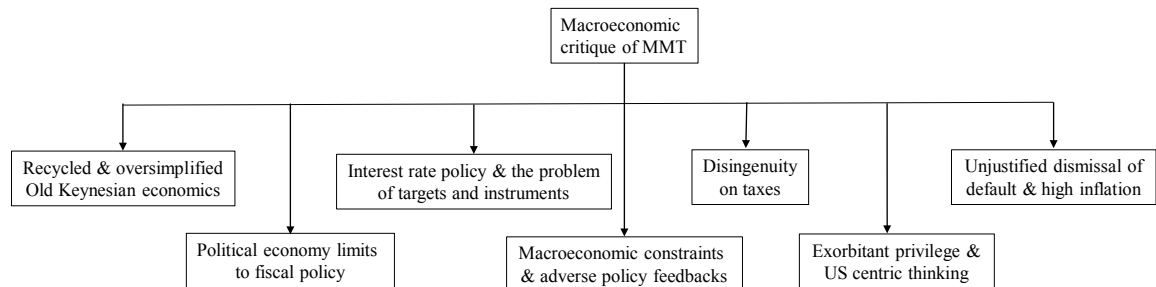 Macroeconomic
critique of MMT
Recycled & oversimplified
Old Keynesian economics
Interest rate policy & the problem
of targets and instruments
Disingenuity
on taxes
Unjustified dismissal of
default & high inflation
Political economy limits
to fiscal policy
Macroeconomic constraints
& adverse policy feedbacks
Exorbitant privilege &
US centric thinking